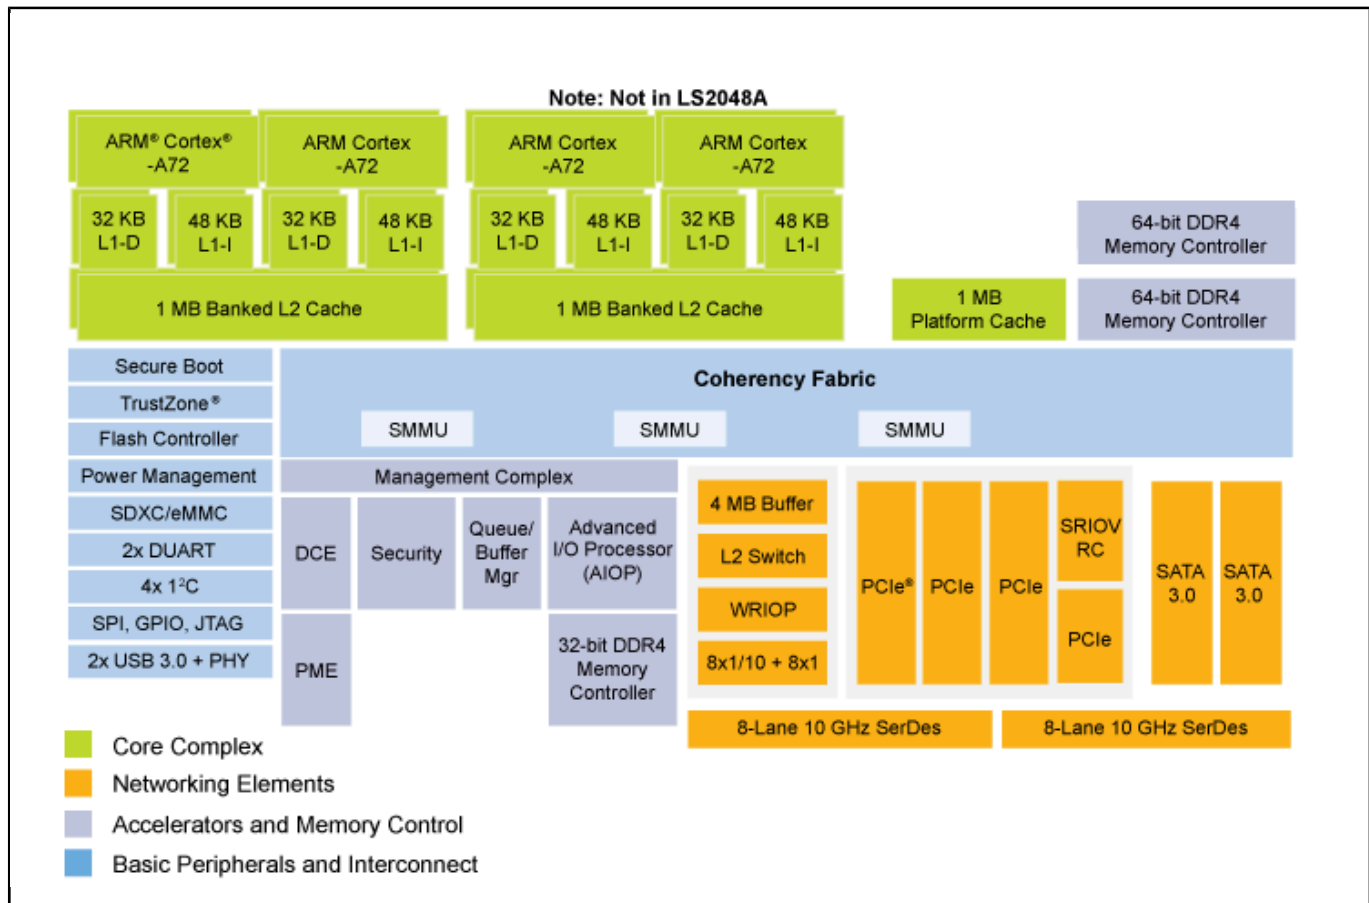 Note: Not in LS2048A
ARM® Cortex®
-A72
ARM Cortex
-A72
ARM Cortex
-A72
ARM Cortex
-A72
32 KB
L1-D
48 KB
L1-I
32 KB
L1-D
48 KB
L1-I
32 KB
L1-D
48 KB
L1-I
32 KB
L1-D
48 KB
L1-I
1 MB Banked L2 Cache
1 MB Banked L2 Cache
1 MB
Platform Cache
64-bit DDR4
Memory Controller
64-bit DDR4
Memory Controller
Secure Boot
TrustZone®
Flash Controller
Power Management
SDXC/eMMC
2x DUART
4x 1²C
SPI, GPIO, JTAG
2x USB 3.0 + PHY
Coherency Fabric
SMMU
SMMU
SMMU
Management Complex
DCE
Security
Queue/
Buffer
Mgr
Advanced
I/O Processor
(AIOP)
PME
32-bit DDR4
Memory
Controller
4 MB Buffer
L2 Switch
WRIOP
8x1/10 + 8x1
PCIe®
PCIe
PCIe
SRIOV
RC
PCIe
SATA
3.0
SATA
3.0
8-Lane 10 GHz SerDes
8-Lane 10 GHz SerDes
Core Complex
Networking Elements
Accelerators and Memory Control
Basic Peripherals and Interconnect